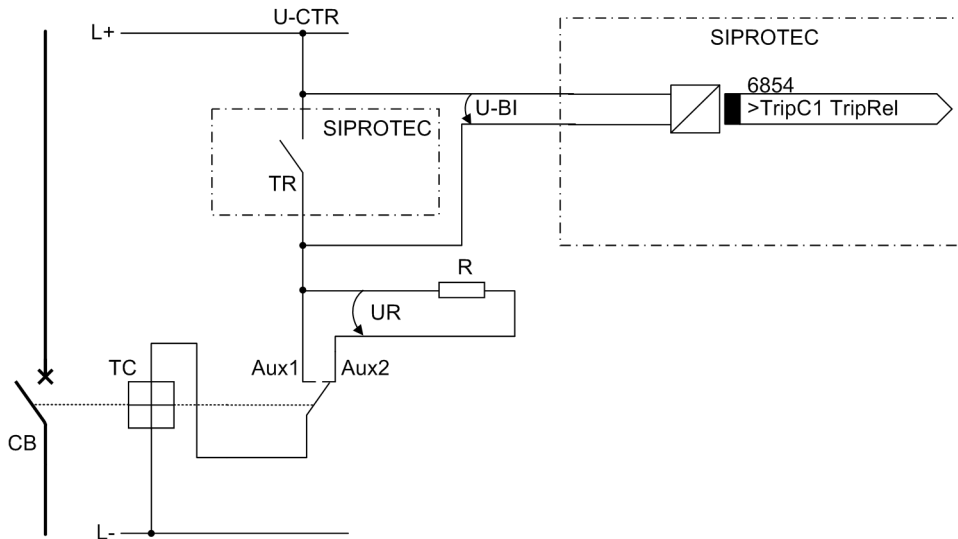 U-CTR
L+
SIPROTEC
6854
>TripC1 TripRel
U-BI
SIPROTEC
TR
R
UR
TC
Aux1
Aux2
CB
L-